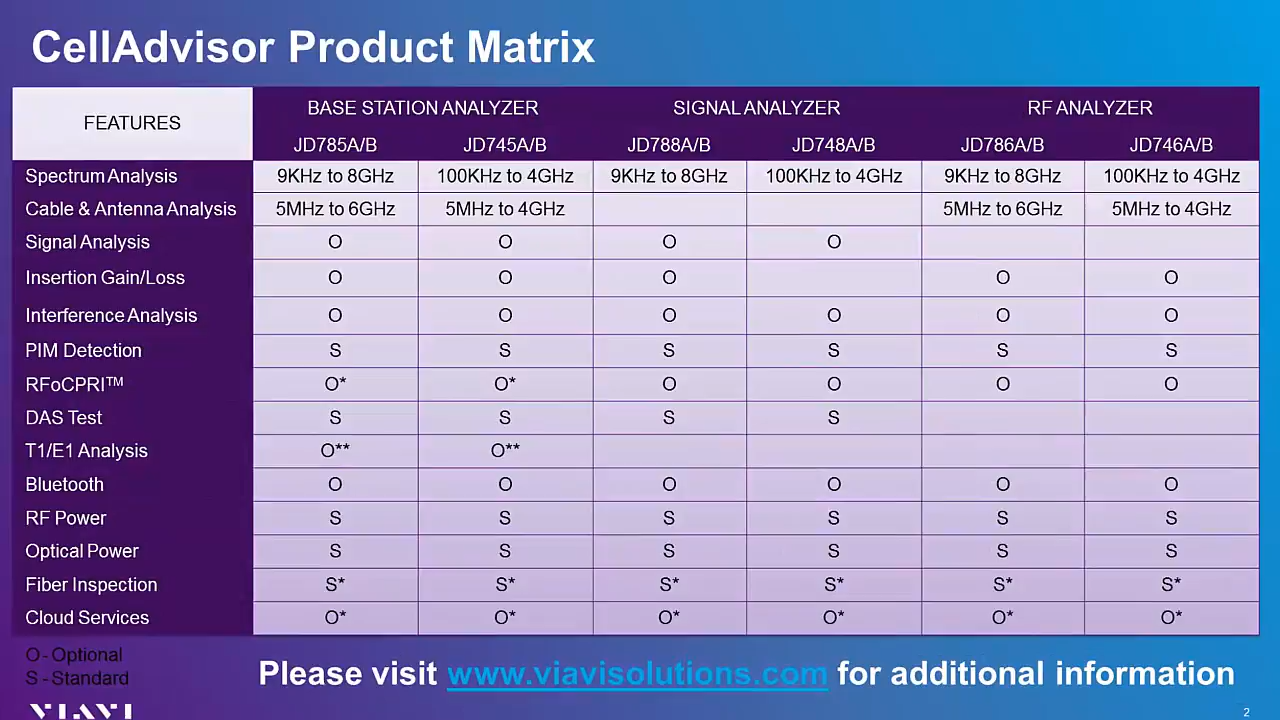 CellAdvisor Product Matrix
FEATURES BASE STATION ANALYZER SIGNAL ANALYZER RF ANALYZER
JD785A/B JD745A/B JD788A/B JD748A/B JD786A/B JD746A/B
Spectrum Analysis 9KHz to 8GHz 100KHz to 4GHz 9KHz to 8GHz 100KHz to 4GHz 9KHz to 8GHz 100KHz to 4GHz
Cable & Antenna Analysis 5MHz to 6GHz 5MHz to 4GHz 5MHz to 6GHz 5MHz to 4GHz
Signal Analysis O O O O
Insertion Gain/Loss O O O O O
Interference Analysis O O O O O O
PIM Detection S S S S S S
RFoCPRI™ O* O* O O O O
DAS Test S S S S
T1/E1 Analysis O** O**
Bluetooth O O O O O O
RF Power S S S S S S
Optical Power S S S S S S
Fiber Inspection S* S* S* S* S* S*
Cloud Services O* O* O* O* O* O*
O - Optional
S - Standard
Please visit www.viavisolutions.com for additional information
VIAVI
2